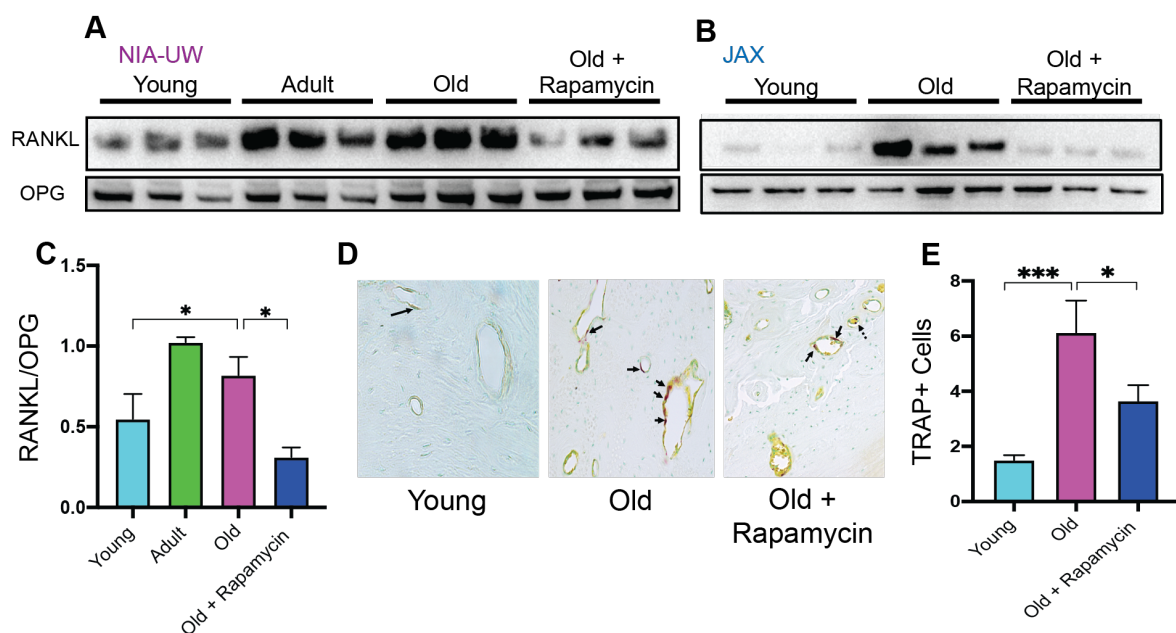 A
NIA-UW
Young
Adult
Old
Old +
Rapamycin
RANKL
OPG
B
JAX
Young
Old
Old +
Rapamycin
C
1.5
1.0
0.5
0.0
RANKL/OPG
*
*
Young
Adult
Old
Old + Rapamycin
D
Young
Old
Old +
Rapamycin
E
8
6
4
2
0
TRAP+ Cells
***
*
Young
Old
Old + Rapamycin